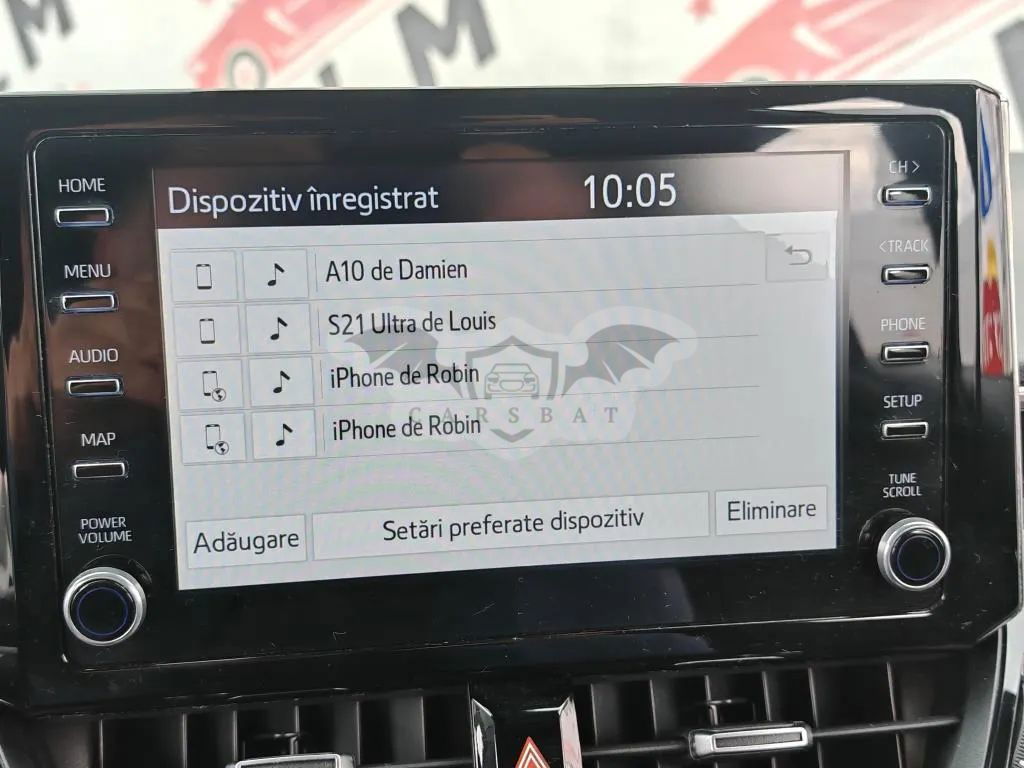 LM
HOME
MENU
AUDIO
MAP
POWER
VOLUME
Dispozitiv înregistrat
10:05
A10 de Damien
S21 Ultra de Louis
iPhone de Robin
iPhone de Robin
CARSBAT
Adăugare
Setări preferate dispozitiv
Eliminare
CH >
< TRACK
PHONE
SETUP
TUNE
SCROLL